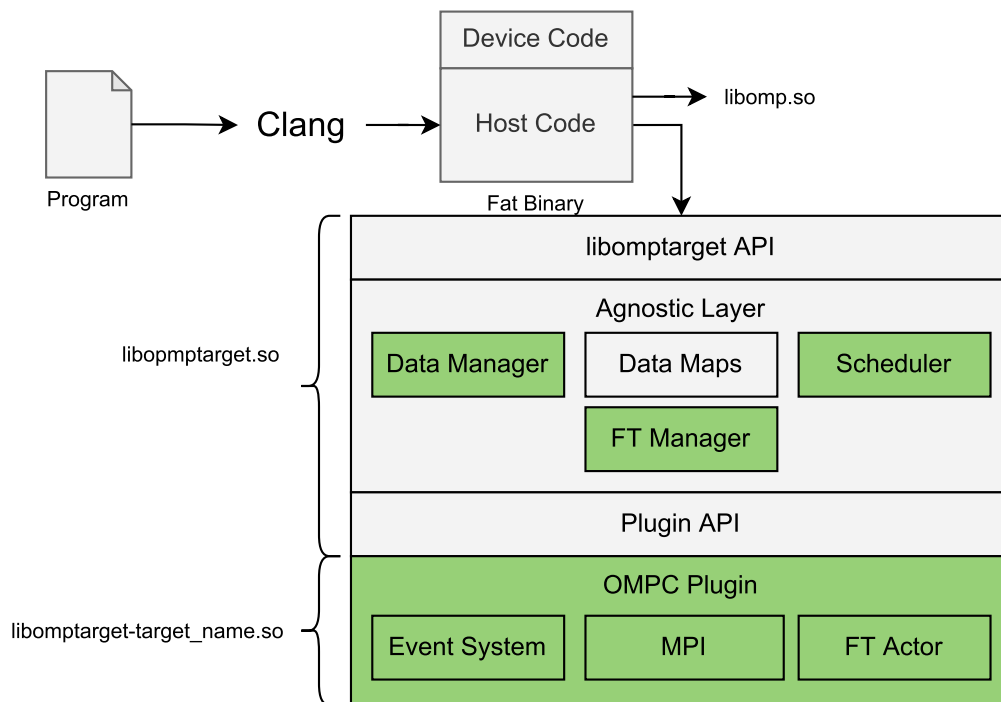 Device Code
Host Code
libomp.so
Clang
Program
Fat Binary
libomptarget API
Agnostic Layer
libopmptarget.so
Data Manager
Data Maps
Scheduler
FT Manager
Plugin API
OMPC Plugin
libomptarget-target_name.so
Event System
MPI
FT Actor